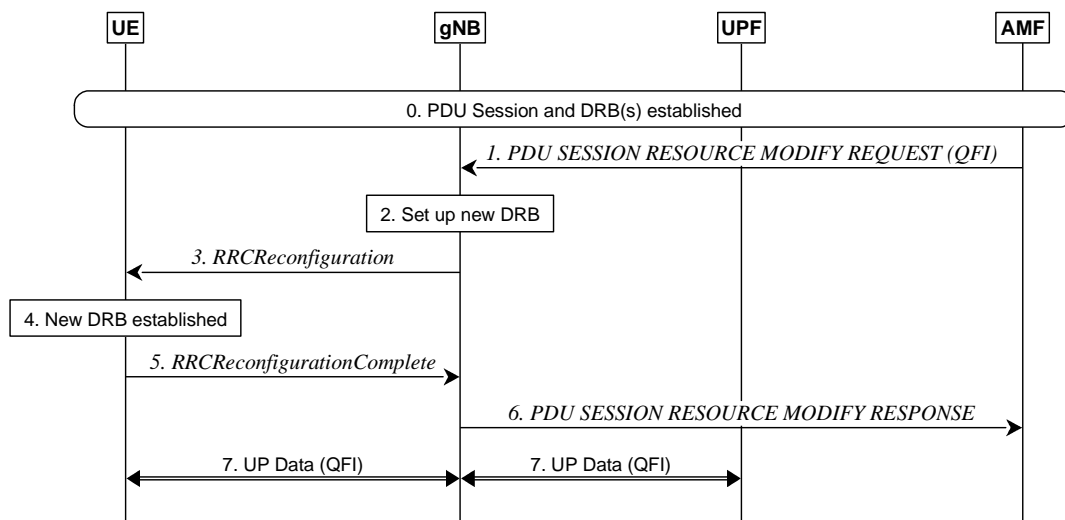 UE gNB UPF AMF
0. PDU Session and DRB(s) established
1. PDU SESSION RESOURCE MODIFY REQUEST (QFI)
2. Set up new DRB
3. RRCReconfiguration
4. New DRB established
5. RRCReconfigurationComplete
6. PDU SESSION RESOURCE MODIFY RESPONSE
7. UP Data (QFI) 7. UP Data (QFI)